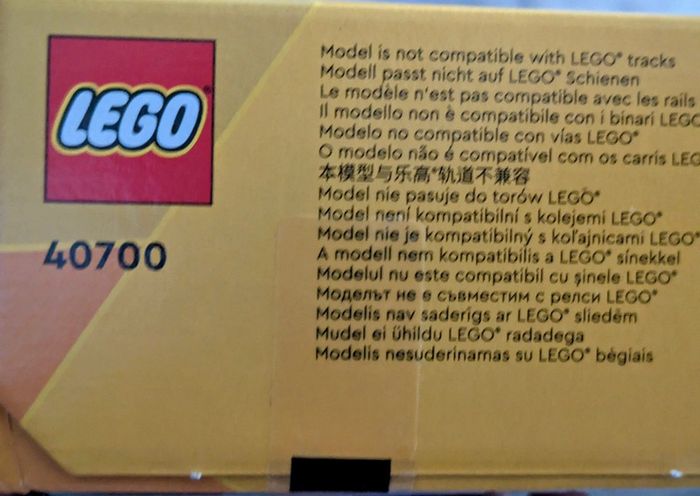 LEGO®
40700
Model is not compatible with LEGO® tracks
Modell passt nicht auf LEGO® Schienen
Le modèle n'est pas compatible avec les rails
Il modello non è compatibile con i binari LEGO
Modelo no compatible con vías LEGO®
O modelo não é compatível com os carris LEG
本模型与乐高®轨道不兼容
Model nie pasuje do torów LEGO®
Model není kompatibilní s kolejemi LEGO®
Model nie je kompatibilný s koľajnicami LEGO®
A modell nem kompatibilis a LEGO® sínekkel
Modelul nu este compatibil cu șinele LEGO®
Моделът не е съвместим с релси LEGO®
Modelis nav saderīgs ar LEGO® sliedēm
Mudel ei ühildu LEGO® radadega
Modelis nesuderinamas su LEGO® bėgiais